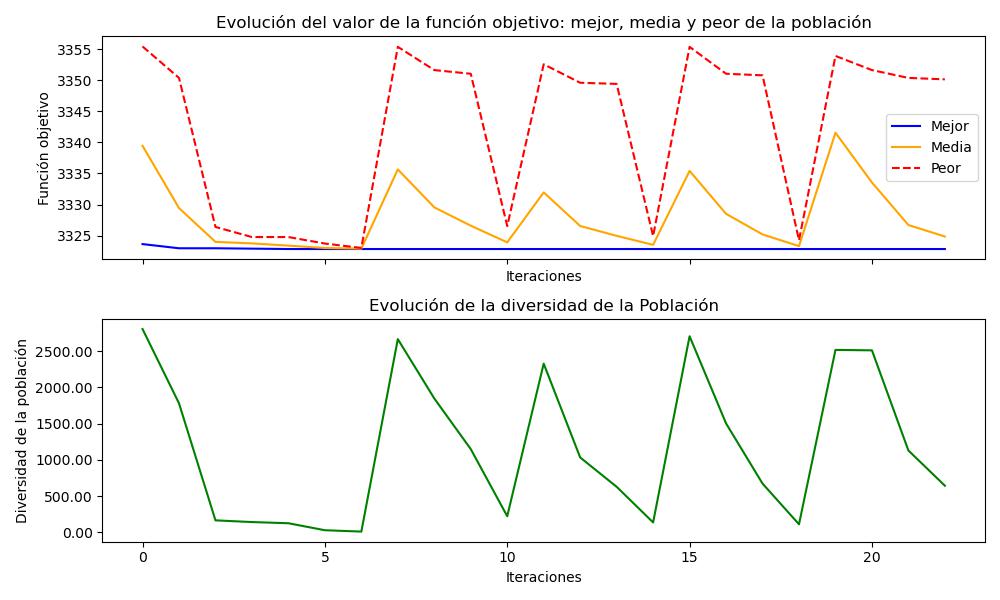 Evolución del valor de la función objetivo: mejor, media y peor de la población
Función objetivo
3355
3350
3345
3340
3335
3330
3325
Mejor
Media
Peor
Iteraciones
Evolución de la diversidad de la Población
Diversidad de la población
2500.00
2000.00
1500.00
1000.00
500.00
0.00
0 5 10 15 20
Iteraciones